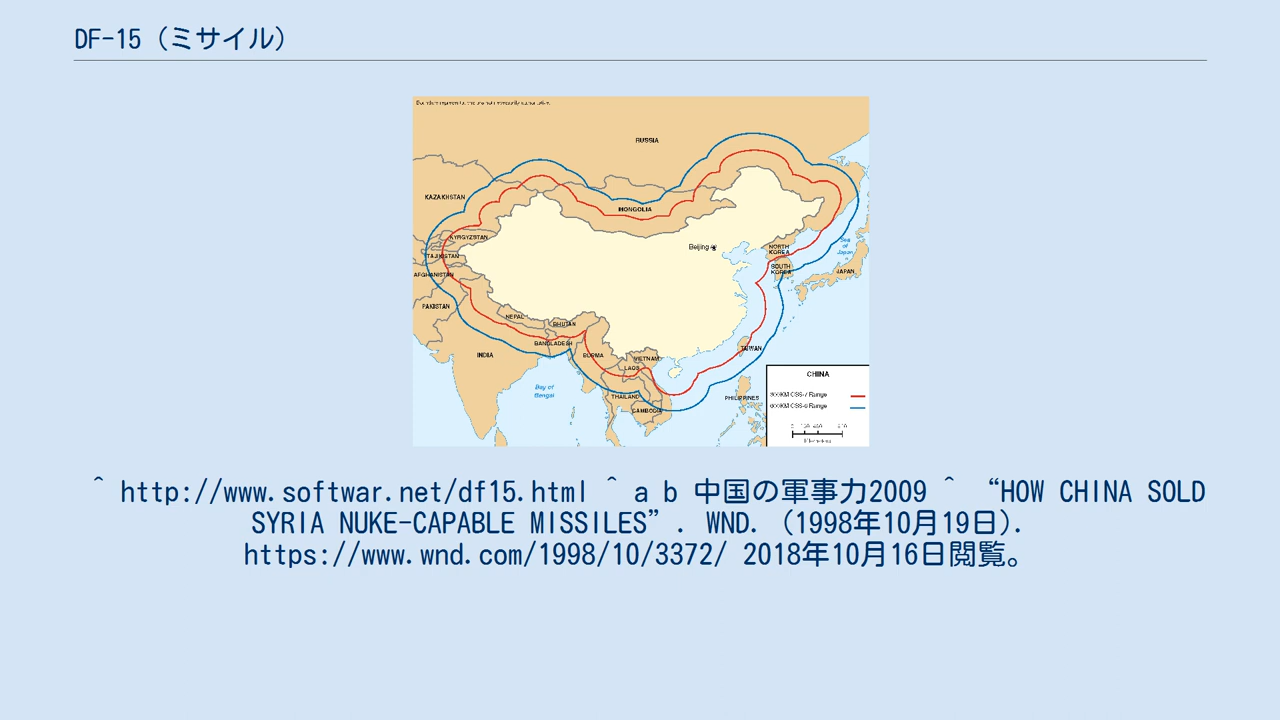 DF-15（ミサイル）
RUSSIA
KAZAKHSTAN
MONGOLIA
KYRGYZSTAN
Beijing
NORTH
KOREA
Sea
of
Japan
TAJIKISTAN
SOUTH
KOREA
JAPAN
AFGHANISTAN
PAKISTAN
NEPAL
BHUTAN
BANGLADESH
TAIWAN
INDIA
BURMA
VIETNAM
LAOS
CHINA
Bay of
Bengal
THAILAND
PHILIPPINES
CAMBODIA
Range
Range
^ http://www.softwar.net/df15.html ^ a b 中国の軍事力2009 ^ “HOW CHINA SOLD
SYRIA NUKE-CAPABLE MISSILES”. WND. (1998年10月19日).
https://www.wnd.com/1998/10/3372/ 2018年10月16日閲覧。